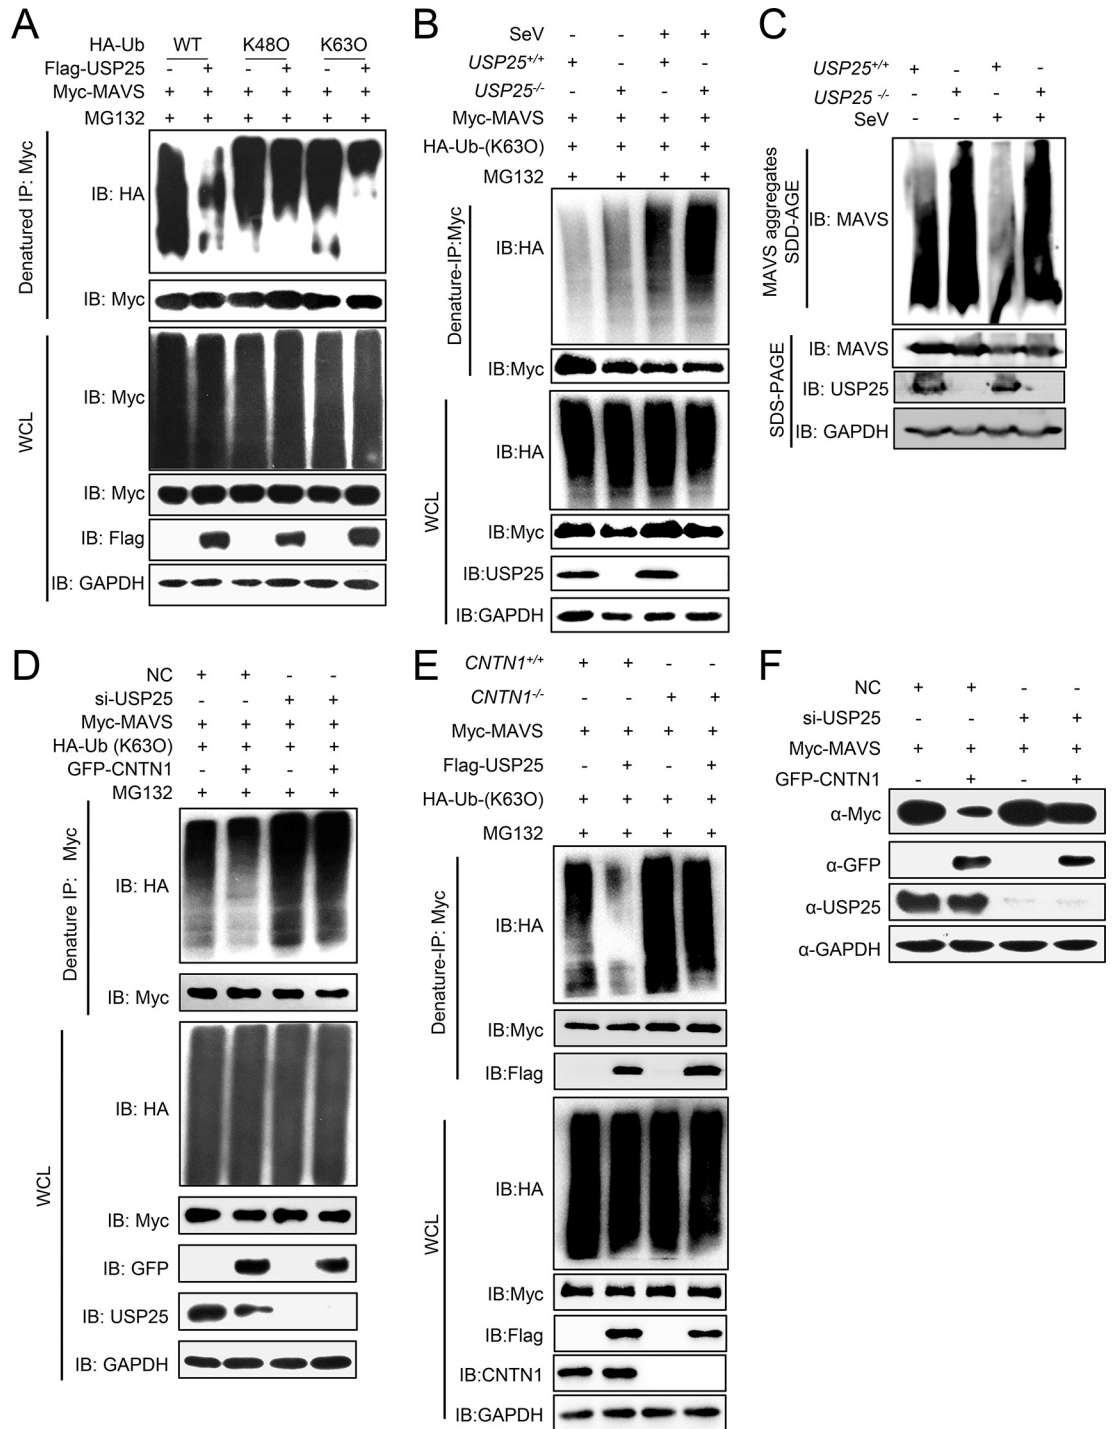 A
HA-Ub WT K48O K63O
Flag-USP25 - + - + - +
Myc-MAVS + + + + + +
MG132 + + + + + +
Denatured IP: Myc
IB: HA
IB: Myc
WCL
IB: Myc
IB: Myc
IB: Flag
IB: GAPDH
B
SeV - - + +
USP25+/+ + - + -
USP25-/- - + - +
Myc-MAVS + + + +
HA-Ub-(K63O) + + + +
MG132 + + + +
Denature-IP:Myc
IB:HA
IB:Myc
WCL
IB:HA
IB:Myc
IB:USP25
IB:GAPDH
C
USP25+/+ + - + -
USP25 -/- - + - +
SeV - - + +
MAVS aggregates
SDD-AGE
IB: MAVS
SDS-PAGE
IB: MAVS
IB: USP25
IB: GAPDH
D
NC + + - -
si-USP25 - - + +
Myc-MAVS + + + +
HA-Ub (K63O) + + + +
GFP-CNTN1 - + - +
MG132 + + + +
Denature IP: Myc
IB: HA
IB: Myc
WCL
IB: HA
IB: Myc
IB: GFP
IB: USP25
IB: GAPDH
E
CNTN1+/+ + + - -
CNTN1-/- - - + +
Myc-MAVS + + + +
Flag-USP25 - + - +
HA-Ub-(K63O) + + + +
MG132 + + + +
Denature-IP: Myc
IB:HA
IB:Myc
IB:Flag
WCL
IB:HA
IB:Myc
IB:Flag
IB:CNTN1
IB:GAPDH
F
NC + + - -
si-USP25 - - + +
Myc-MAVS + + + +
GFP-CNTN1 - + - +
α-Myc
α-GFP
α-USP25
α-GAPDH